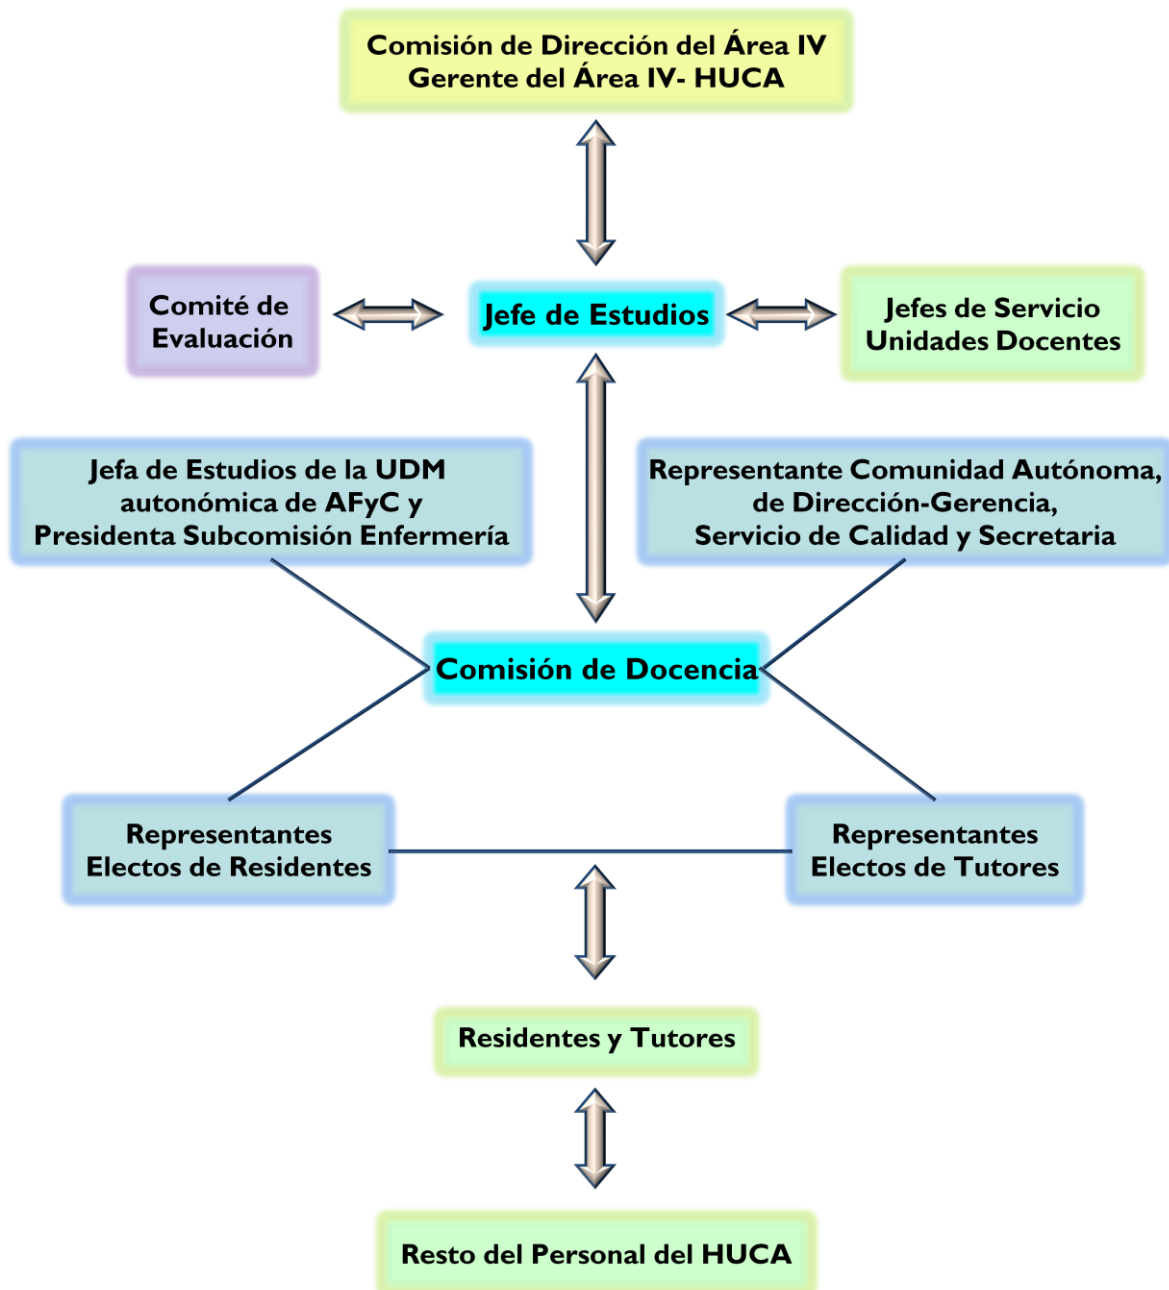 Comisión de Dirección del Área IV
Gerente del Área IV- HUCA
Comité de
Evaluación
Jefe de Estudios
Jefes de Servicio
Unidades Docentes
Jefa de Estudios de la UDM
autonómica de AFyC y
Presidenta Subcomisión Enfermería
Representante Comunidad Autónoma,
de Dirección-Gerencia,
Servicio de Calidad y Secretaria
Comisión de Docencia
Representantes
Electos de Residentes
Representantes
Electos de Tutores
Residentes y Tutores
Resto del Personal del HUCA